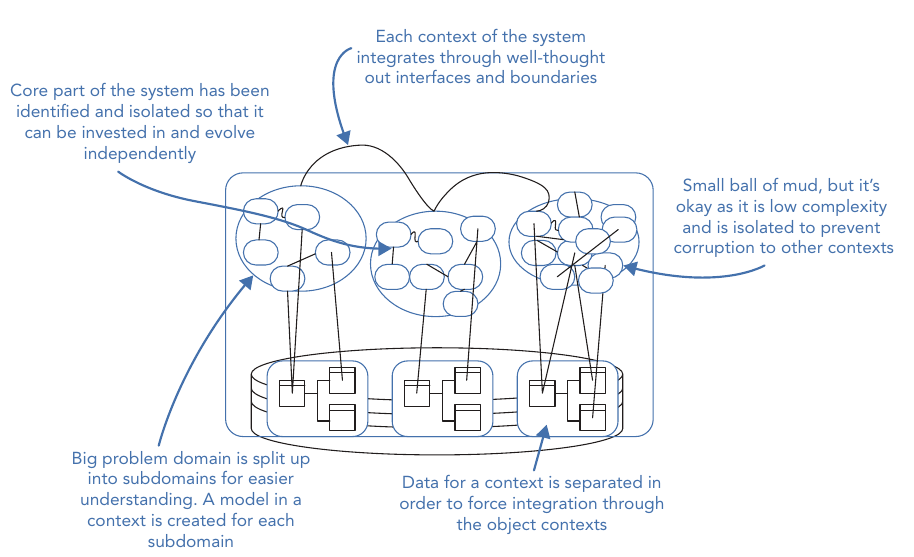 Each context of the system
integrates through well-thought
out interfaces and boundaries
Core part of the system has been
identified and isolated so that it
can be invested in and evolve
independently
Small ball of mud, but it's
okay as it is low complexity
and is isolated to prevent
corruption to other contexts
Big problem domain is split up
into subdomains for easier
understanding. A model in a
context is created for each
subdomain
Data for a context is separated in
order to force integration through
the object contexts